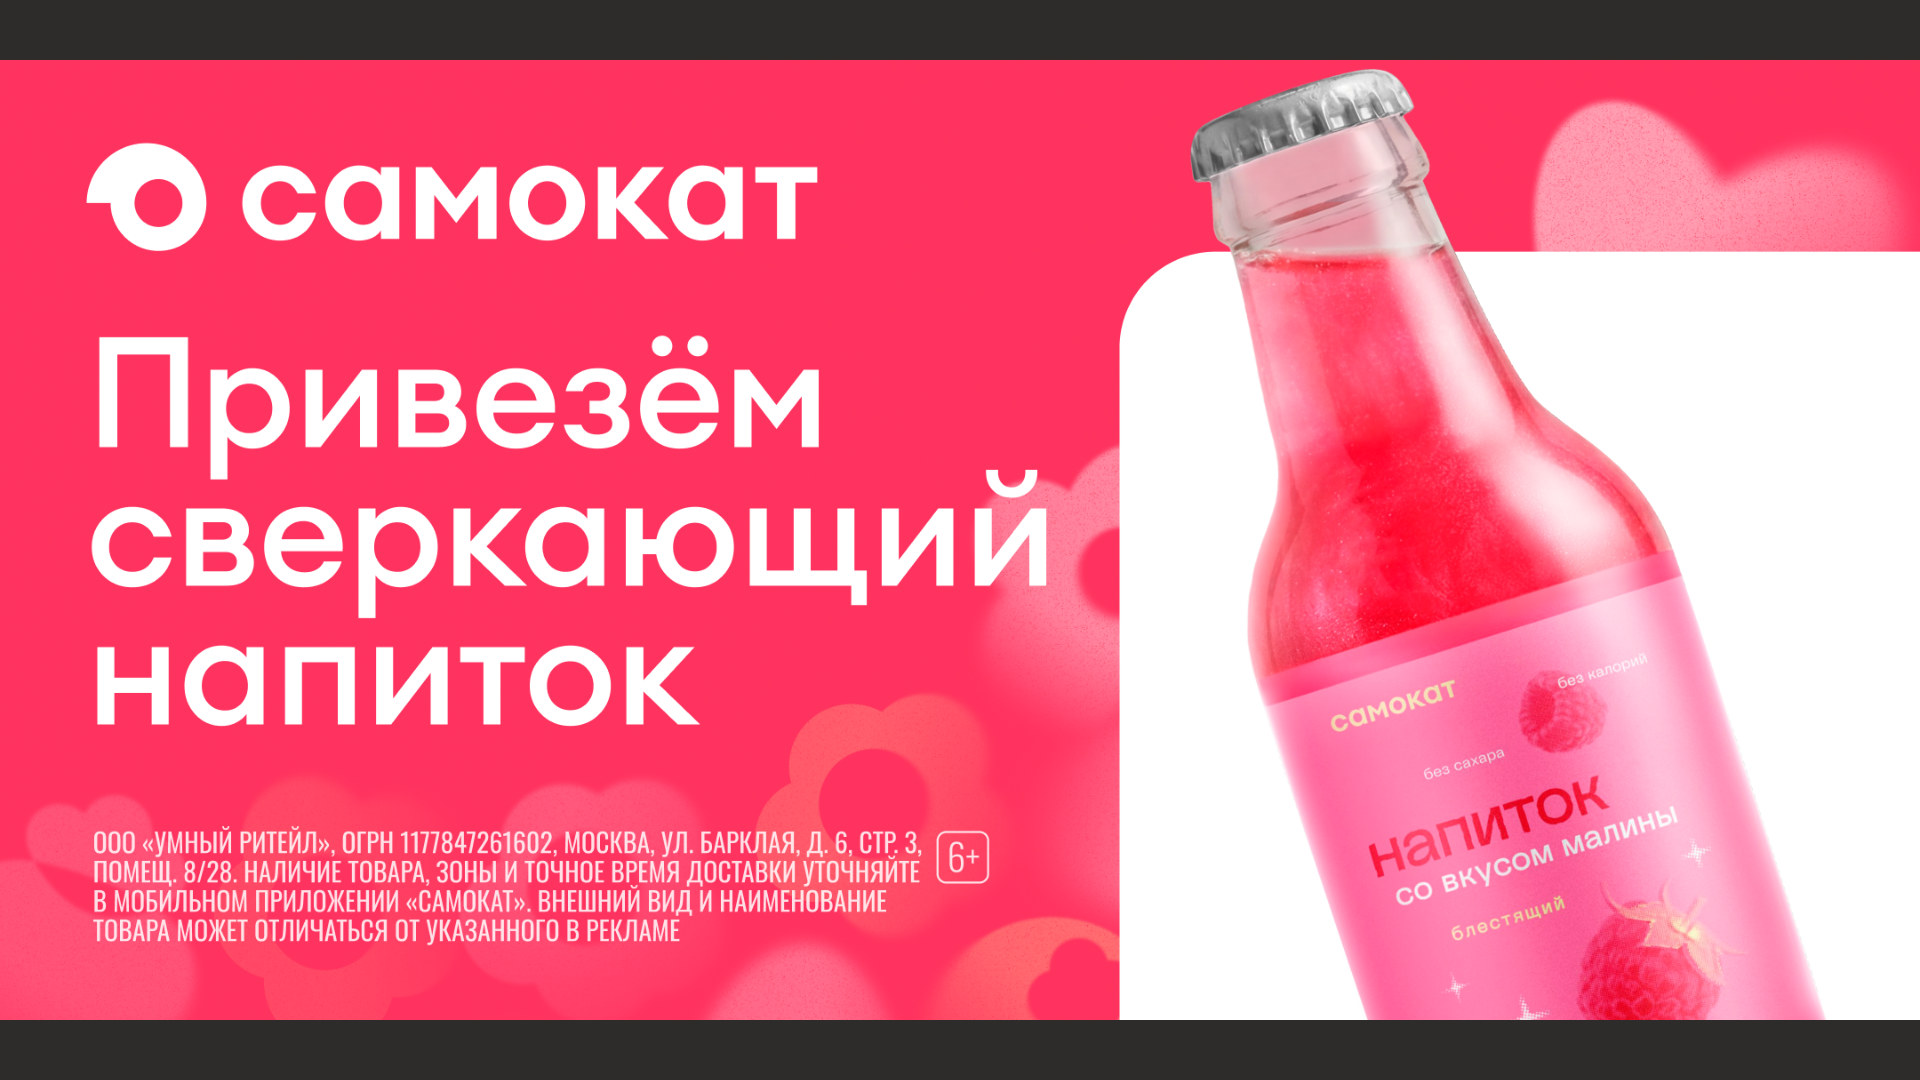 самокат
Привезём
сверкающий
напиток
ООО «УМНЫЙ РИТЕЙЛ», ОГРН 1177847261602, МОСКВА, УЛ. БАРКЛАЯ, Д. 6, СТР. 3,
ПОМЕЩ. 8/28. НАЛИЧИЕ ТОВАРА, ЗОНЫ И ТОЧНОЕ ВРЕМЯ ДОСТАВКИ УТОЧНЯЙТЕ
В МОБИЛЬНОМ ПРИЛОЖЕНИИ «САМОКАТ». ВНЕШНИЙ ВИД И НАИМЕНОВАНИЕ
ТОВАРА МОЖЕТ ОТЛИЧАТЬСЯ ОТ УКАЗАННОГО В РЕКЛАМЕ
6+
самокат
без калорий
без сахара
напиток
со вкусом малины
блестящий